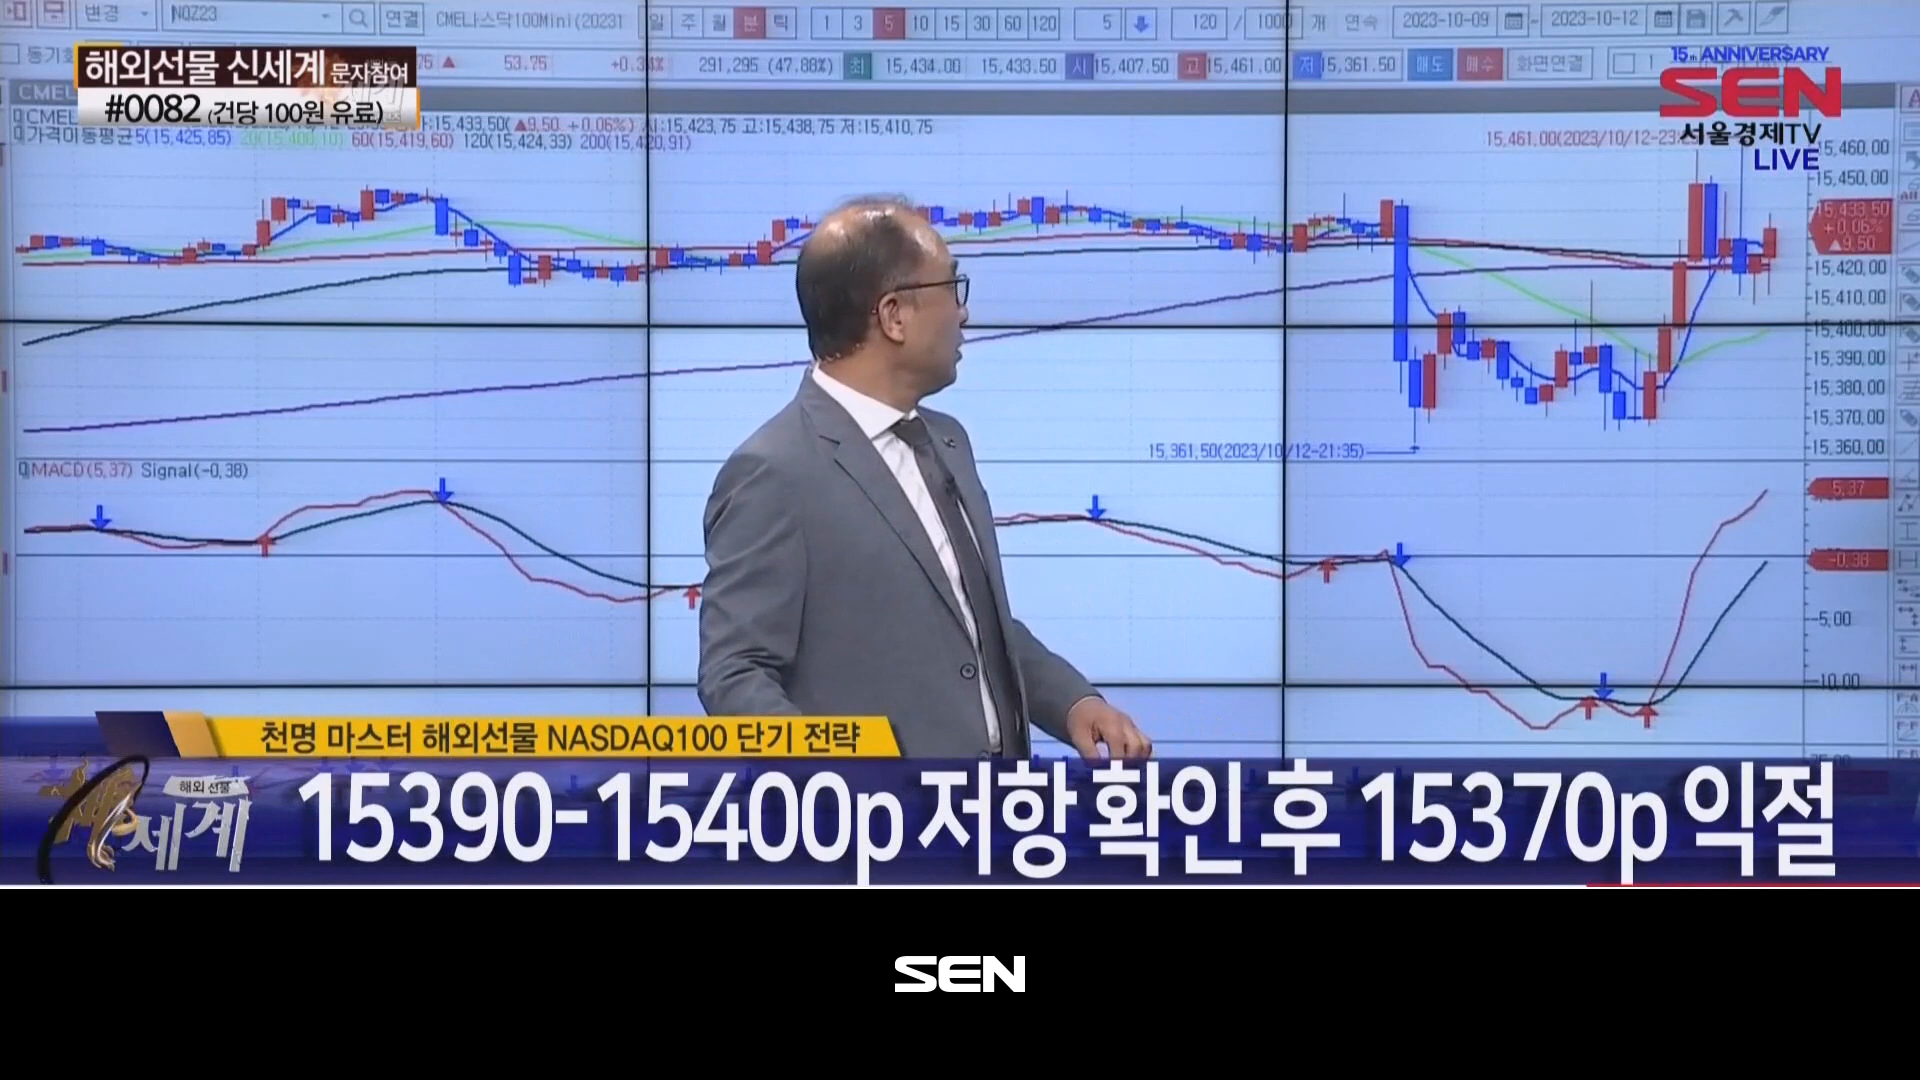 변경 NQZ23 연결 CME나스닥100Mini(20231 일 주 월 분 틱 1 3 5 10 15 30 60 120 5 120 / 1000 개 연속 2023-10-09 ~ 2023-10-12
동기화
53.75 291,295 (47.88%) 최 15,434.00 15,433.50 시 15,407.50 고 15,461.00 저 15,361.50 매도 매수 화면연결 1
해외선물 신세계 문자참여
#0082 (건당 100원 유료)
15th ANNIVERSARY
SEN
서울경제TV
LIVE
15,433.50(▲9.50 +0.06%) 시:15,423.75 고:15,438.75 저:15,410.75
가격이동평균 5(15,425.85) 60(15,419.60) 120(15,424.33) 200(15,420.91)
15,461.00(2023/10/12-23:
15,460.00
15,450.00
15,433.50
+0.06%
▲9.50
15,420.00
15,410.00
15,400.00
15,390.00
15,380.00
15,370.00
15,360.00
15,361.50(2023/10/12-21:35)
MACD(5.37) Signal(-0.38)
5.37
-0.38
-5.00
-10.00
천명 마스터 해외선물 NASDAQ100 단기 전략
해외 선물
神세계
15390-15400p 저항 확인 후 15370p 익절
SEN